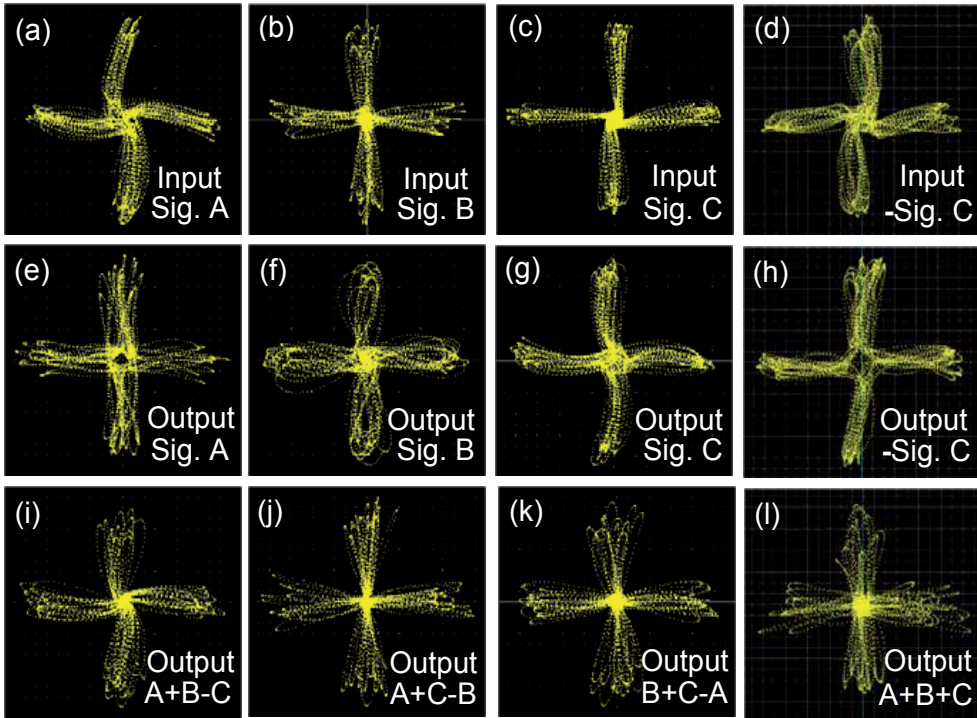 (a)
Input
Sig. A
(b)
Input
Sig. B
(c)
Input
Sig. C
(d)
Input
-Sig. C
(e)
Output
Sig. A
(f)
Output
Sig. B
(g)
Output
Sig. C
(h)
Output
-Sig. C
(i)
Output
A+B-C
(j)
Output
A+C-B
(k)
Output
B+C-A
(l)
Output
A+B+C